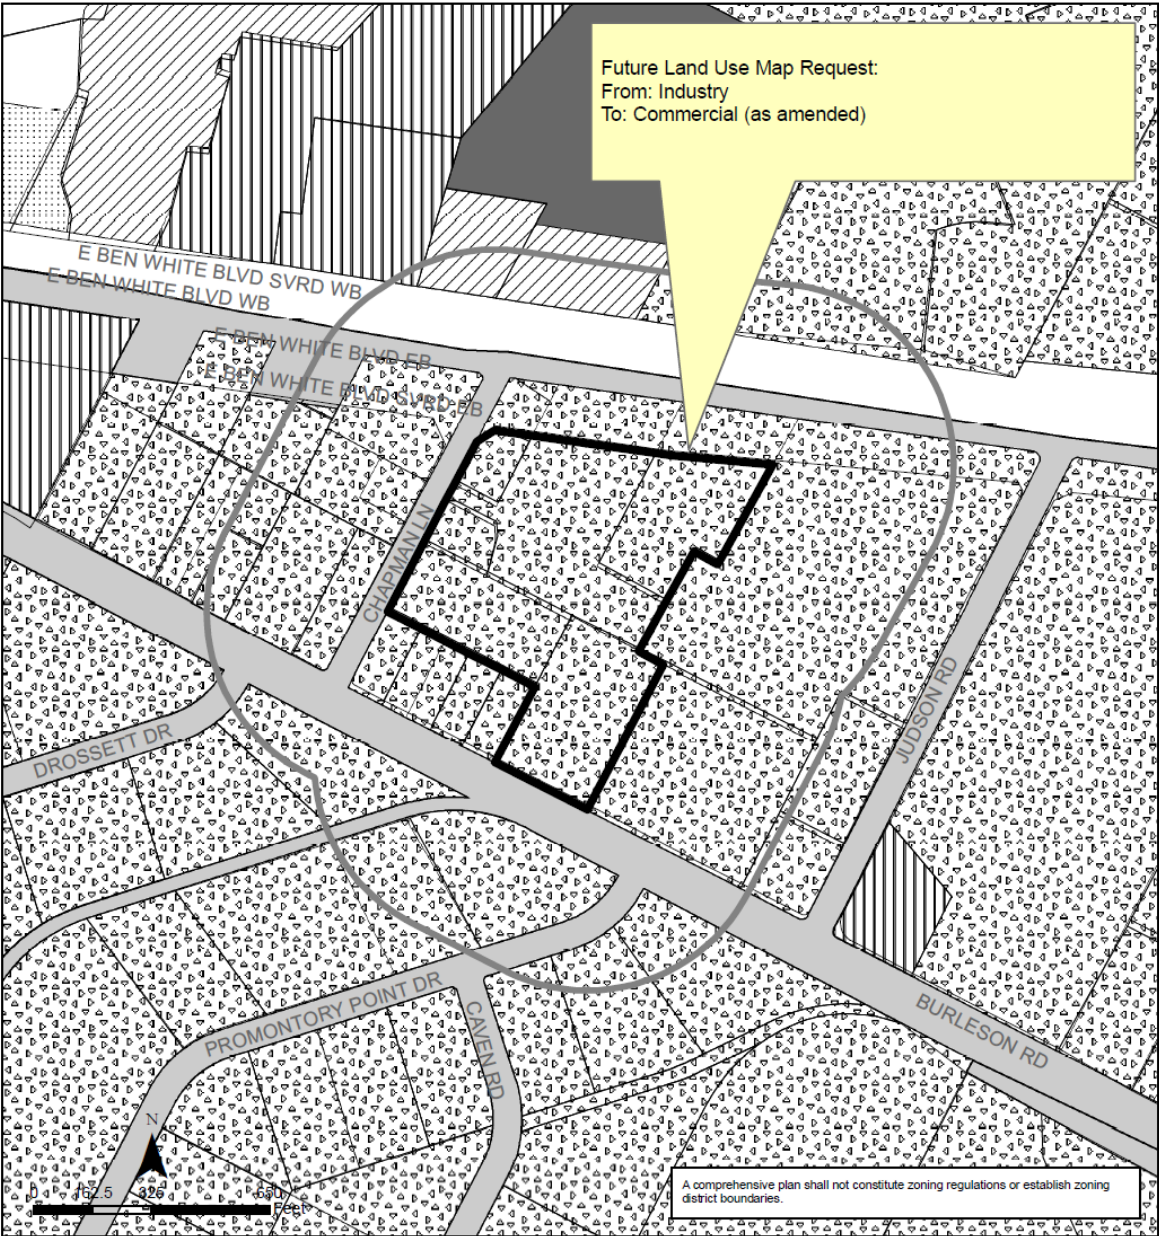 Future Land Use Map Request:
From: Industry
To: Commercial (as amended)
E BEN WHITE BLVD SVRD WB
E BEN WHITE BLVD WB
E BEN WHITE BLVD EB
E BEN WHITE BLVD SVRD EB
CHAPMAN LN
JUDSON RD
DROSSETT DR
PROMONTORY POINT DR
CAVEN RD
BURLESON RD
N
0 162.5 325 650
Feet
A comprehensive plan shall not constitute zoning regulations or establish zoning
district boundaries.